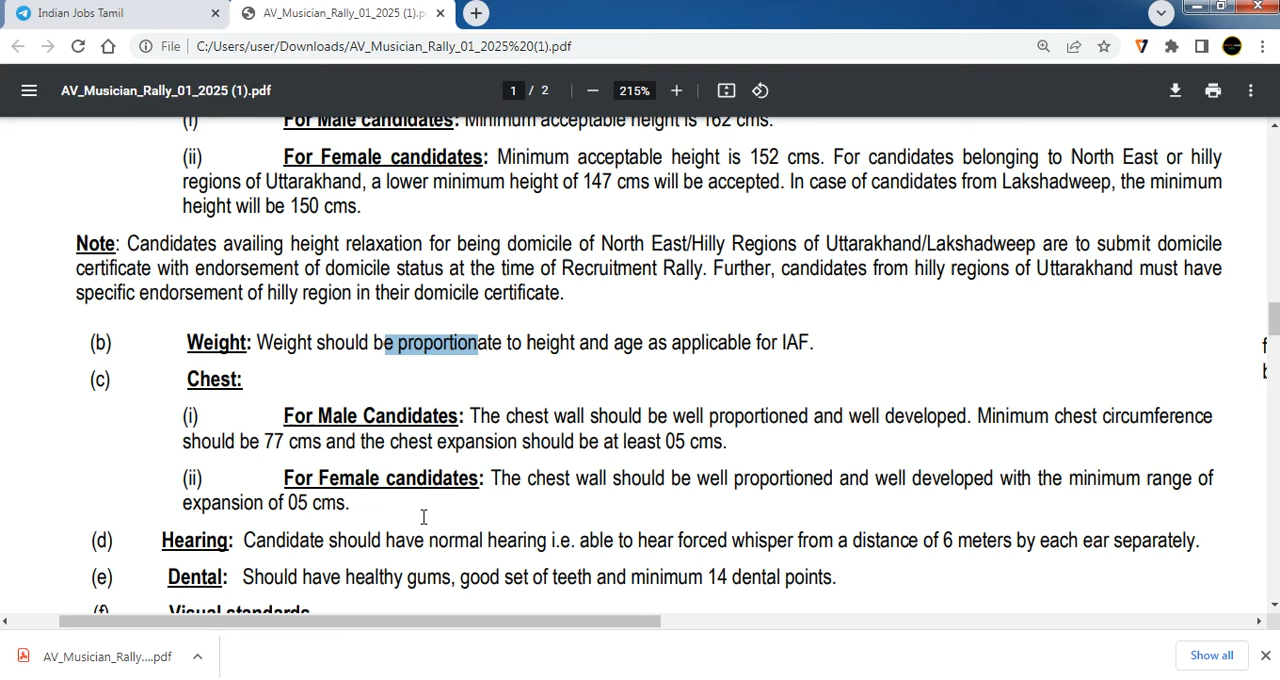 Indian Jobs Tamil
AV_Musician_Rally_01_2025 (1).p
File C:/Users/user/Downloads/AV_Musician_Rally_01_2025%20(1).pdf
AV_Musician_Rally_01_2025 (1).pdf 1 / 2 215%
(i) For Male candidates: Minimum acceptable height is 162 cms.
(ii) For Female candidates: Minimum acceptable height is 152 cms. For candidates belonging to North East or hilly
regions of Uttarakhand, a lower minimum height of 147 cms will be accepted. In case of candidates from Lakshadweep, the minimum
height will be 150 cms.
Note: Candidates availing height relaxation for being domicile of North East/Hilly Regions of Uttarakhand/Lakshadweep are to submit domicile
certificate with endorsement of domicile status at the time of Recruitment Rally. Further, candidates from hilly regions of Uttarakhand must have
specific endorsement of hilly region in their domicile certificate.
(b) Weight: Weight should be proportionate to height and age as applicable for IAF.
(c) Chest:
(i) For Male Candidates: The chest wall should be well proportioned and well developed. Minimum chest circumference
should be 77 cms and the chest expansion should be at least 05 cms.
(ii) For Female candidates: The chest wall should be well proportioned and well developed with the minimum range of
expansion of 05 cms.
(d) Hearing: Candidate should have normal hearing i.e. able to hear forced whisper from a distance of 6 meters by each ear separately.
(e) Dental: Should have healthy gums, good set of teeth and minimum 14 dental points.
(f) Visual standards
AV_Musician_Rally....pdf
Show all